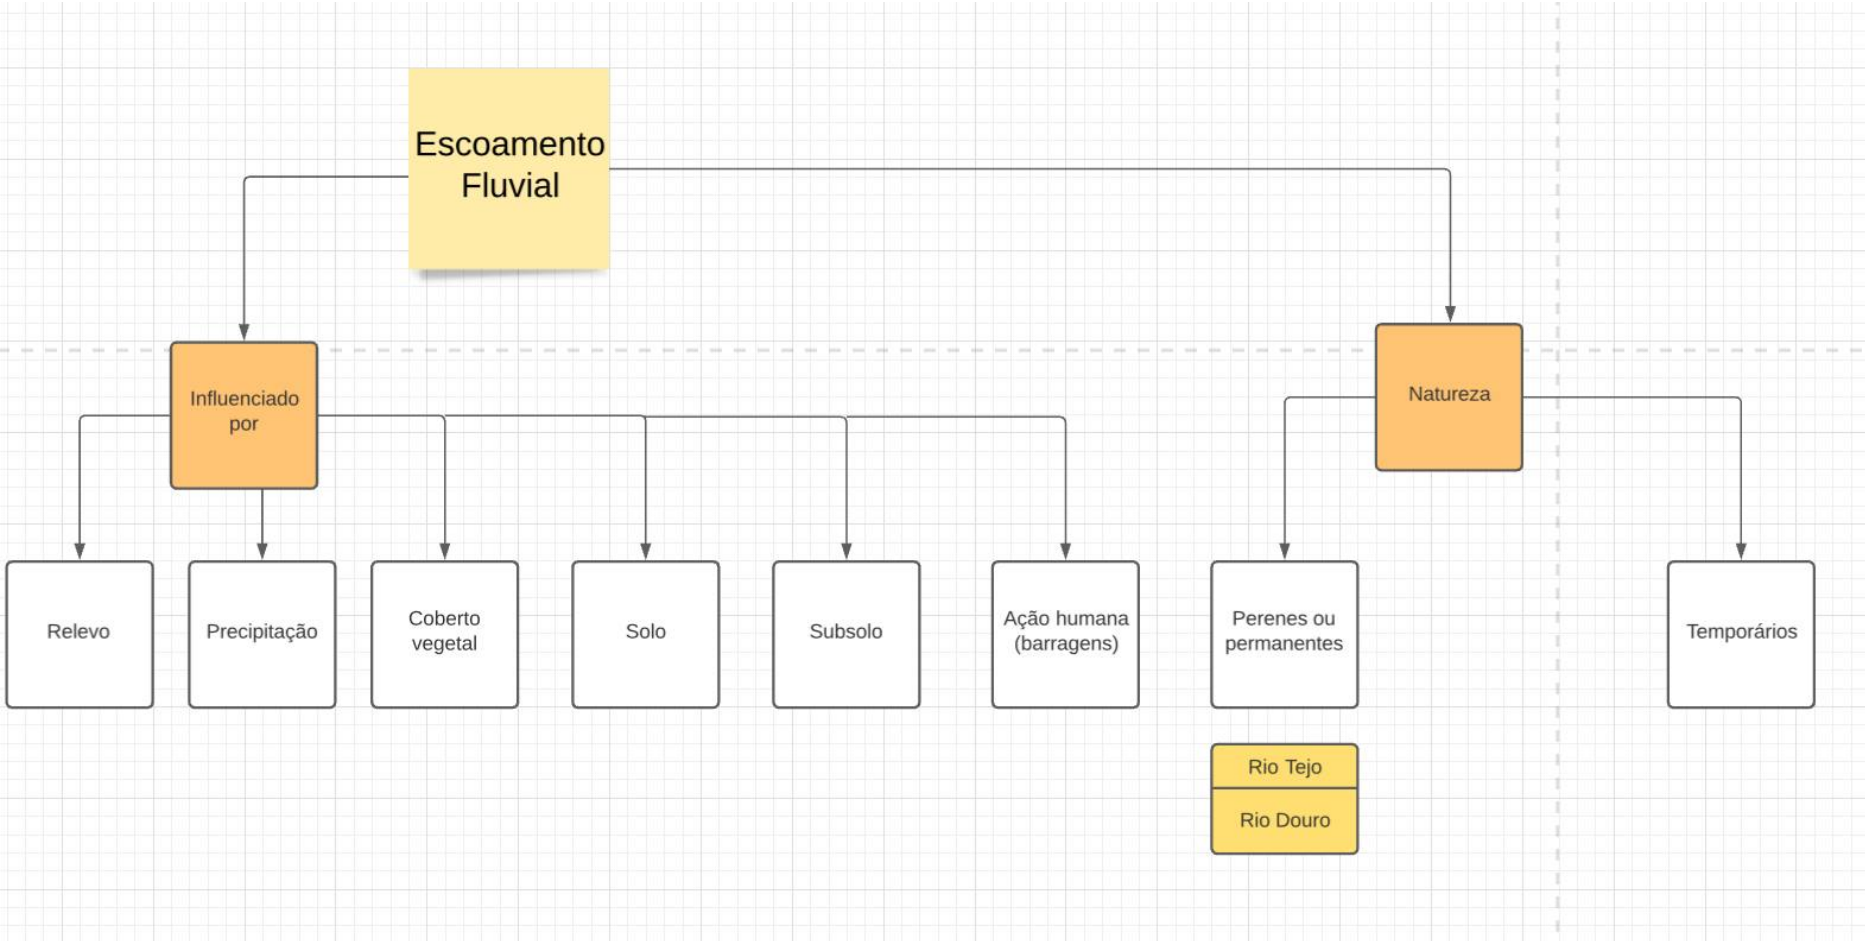 Escoamento
Fluvial
Influenciado
por
Natureza
Relevo
Precipitação
Coberto
vegetal
Solo
Subsolo
Ação humana
(barragens)
Perenes ou
permanentes
Temporários
Rio Tejo
Rio Douro